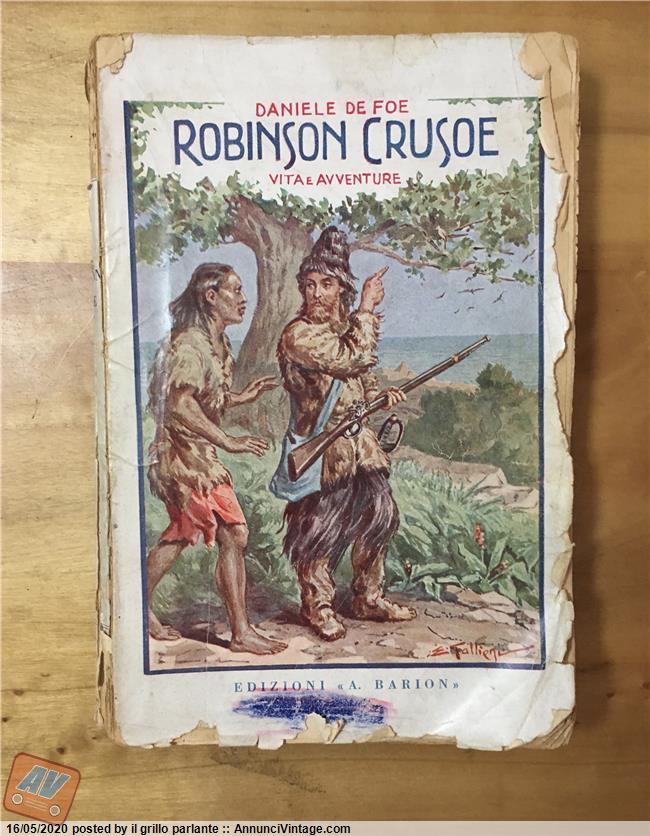 DANIELE DE FOE
ROBINSON CRUSOE
VITA E AVVENTURE
EDIZIONI «A. BARION»
AV
16/05/2020 posted by il grillo parlante :: AnnunciVintage.com